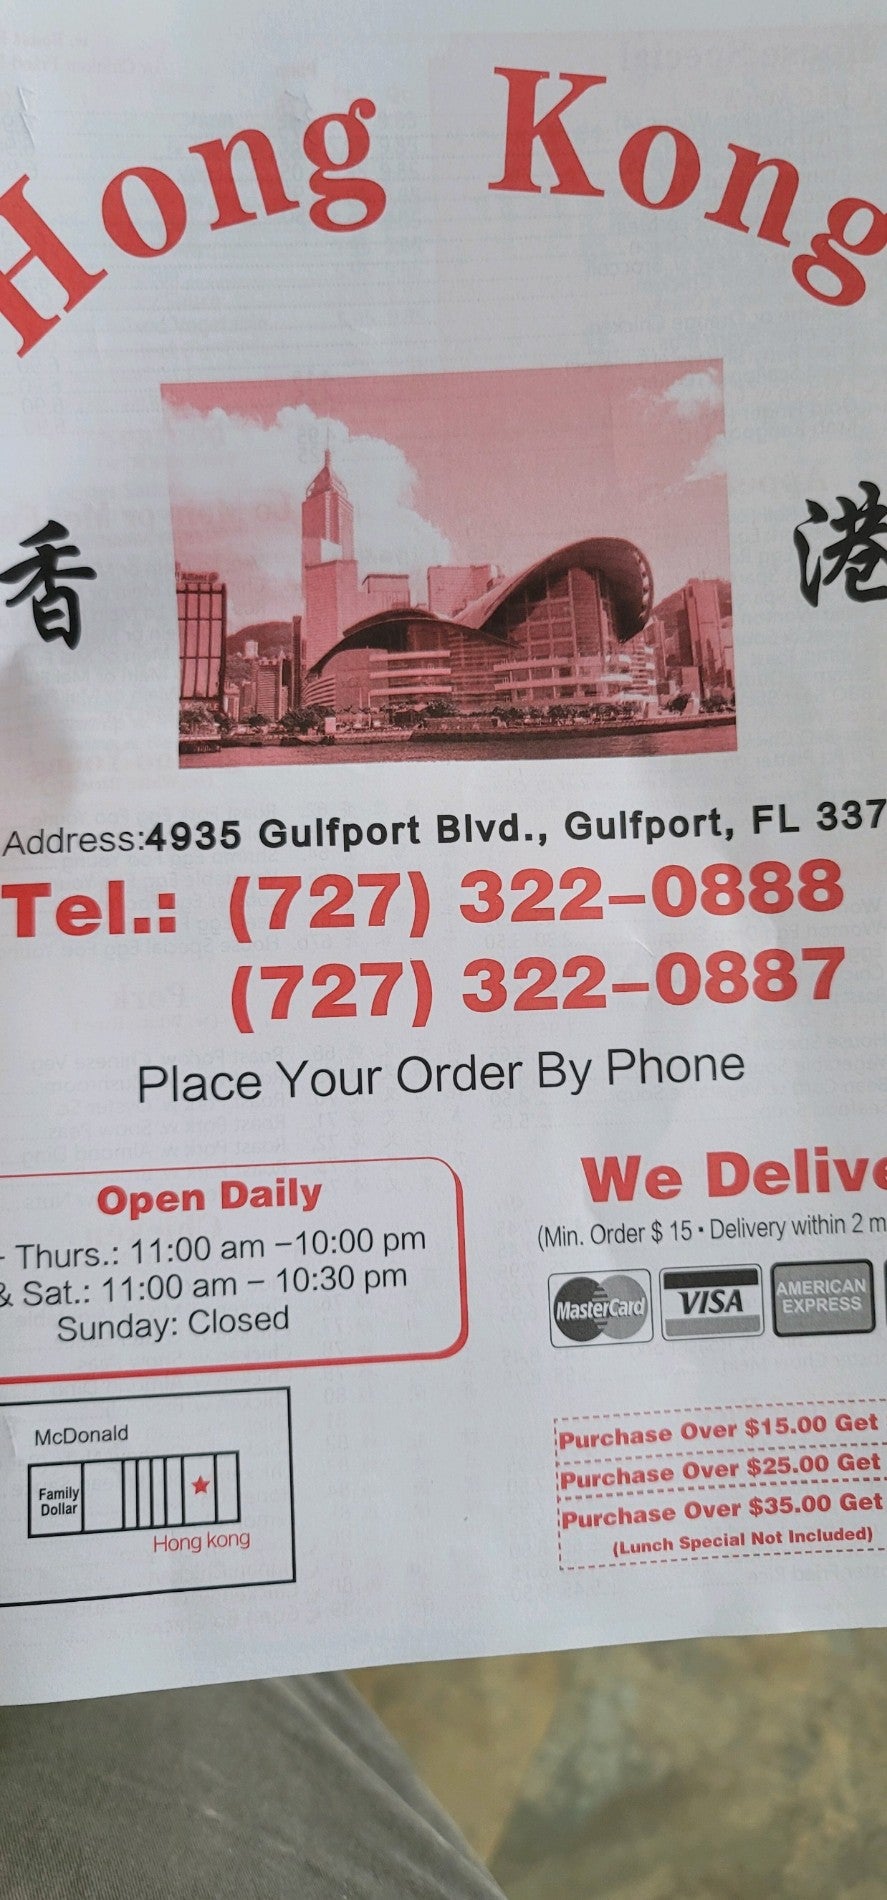 Hong Kong
香 港
Address:4935 Gulfport Blvd., Gulfport, FL 337
Tel.: (727) 322-0888
(727) 322-0887
Place Your Order By Phone
Open Daily
- Thurs.: 11:00 am -10:00 pm
& Sat.: 11:00 am - 10:30 pm
Sunday: Closed
We Delive
(Min. Order $ 15 • Delivery within 2 m
MasterCard VISA AMERICAN EXPRESS
McDonald
Family
Dollar
Hong kong
Purchase Over $15.00 Get
Purchase Over $25.00 Get
Purchase Over $35.00 Get
(Lunch Special Not Included)